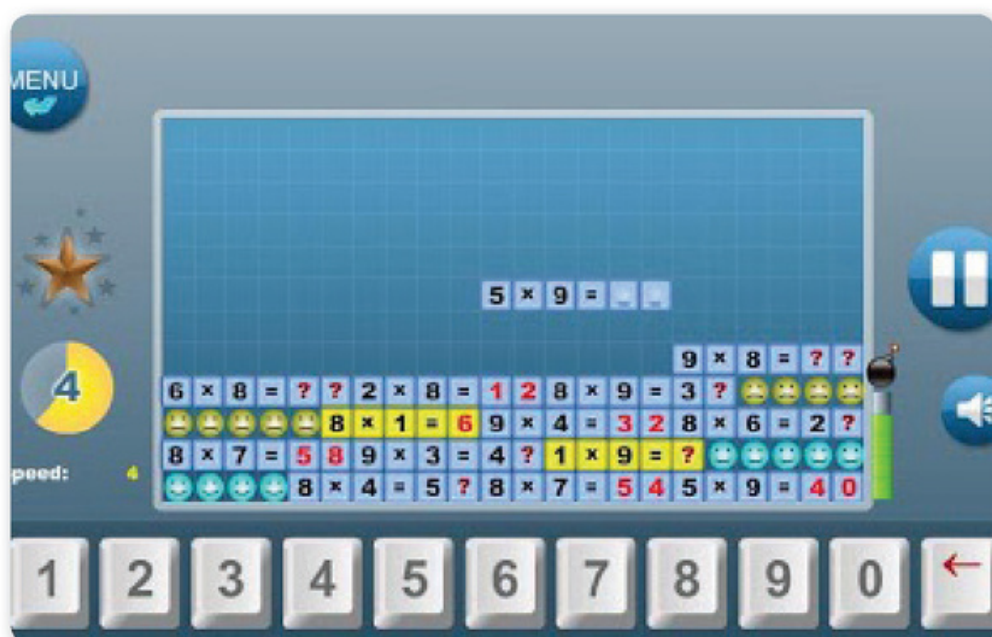 MENU
5 × 9 =
9 × 8 = ? ?
4
6 × 8 = ? ? 2 × 8 = 1 2 8 × 9 = 3 ?
8 × 1 = 6 9 × 4 = 3 2 8 × 6 = 2 ?
8 × 7 = 5 8 9 × 3 = 4 ? 1 × 9 = ?
peed: 4
8 × 4 = 5 ? 8 × 7 = 5 4 5 × 9 = 4 0
1 2 3 4 5 6 7 8 9 0 ←